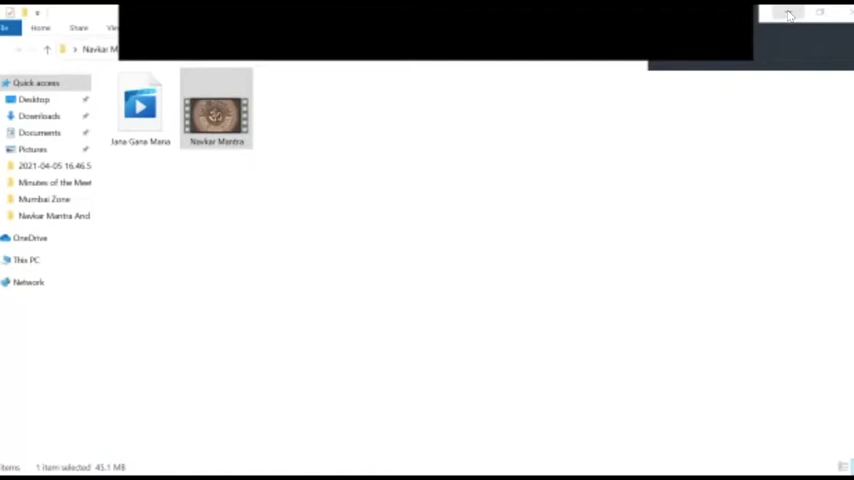 Home Share
Navkar M
Quick access
Desktop
Downloads
Documents
Pictures
2021-04-05 16.46.5
Minutes of the Meet
Mumbai Zone
Navkar Mantra And
OneDrive
This PC
Network
Jana Gana Mana
Navkar Mantra
items 1 item selected 45.1 MB